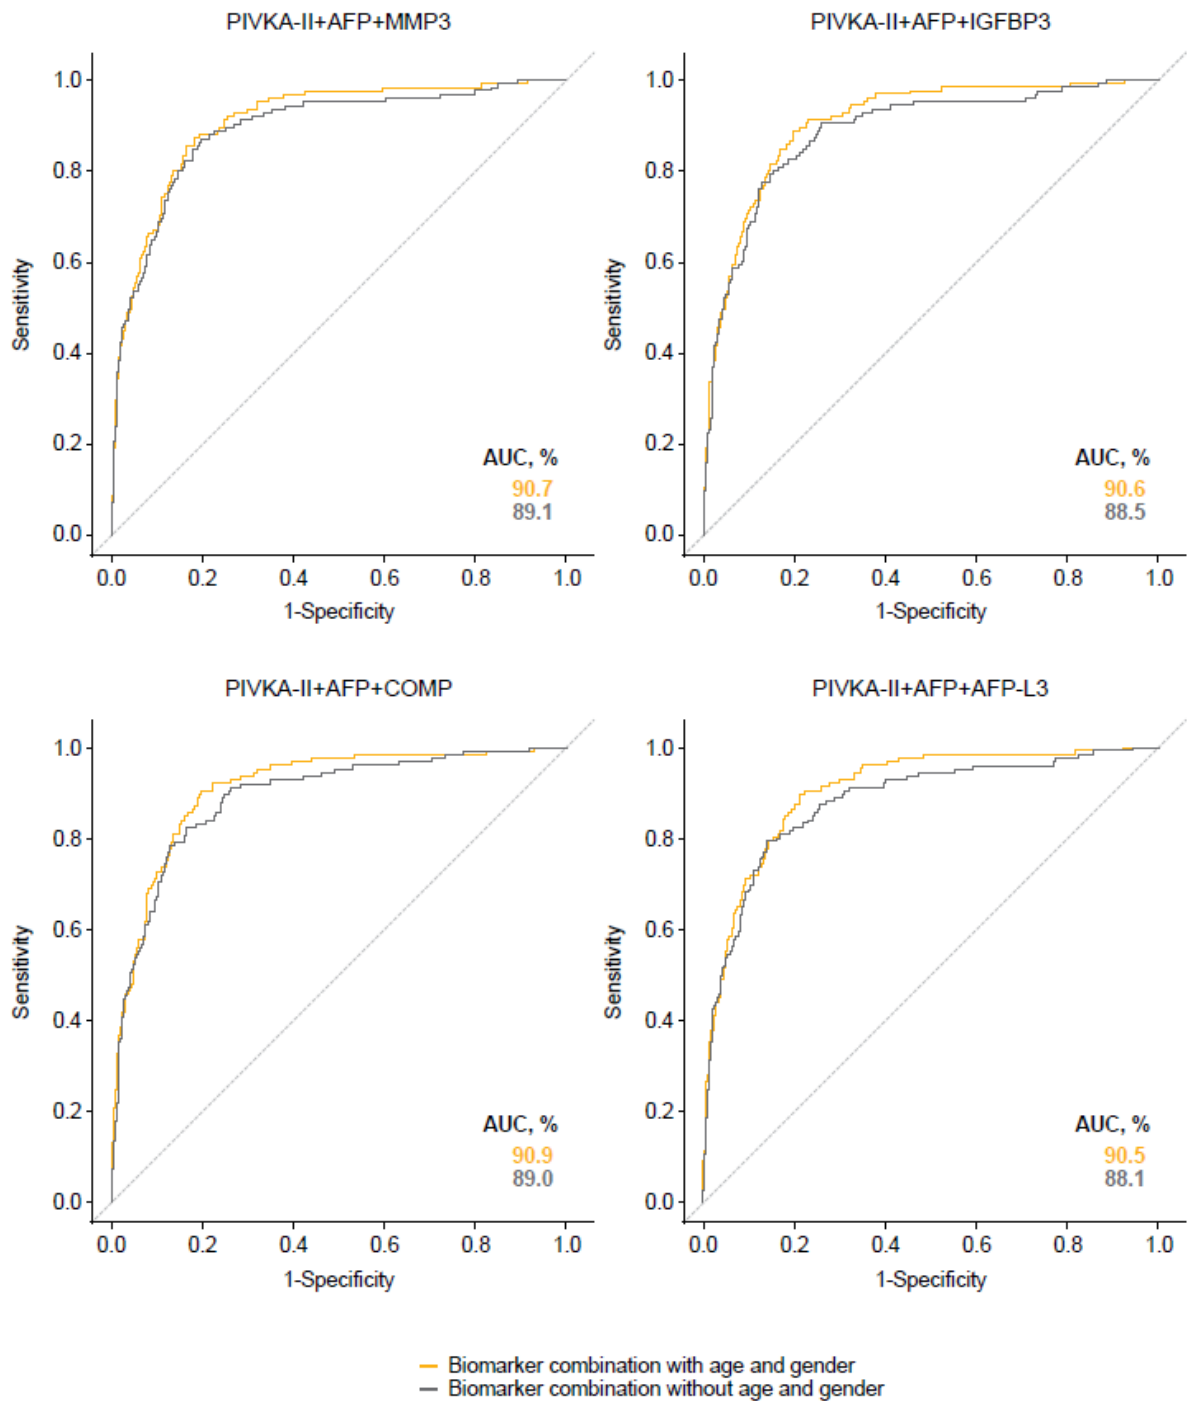 PIVKA-II+AFP+MMP3
1.0
0.8
0.6
0.4
0.2
0.0
Sensitivity
AUC, %
90.7
89.1
0.0 0.2 0.4 0.6 0.8 1.0
1-Specificity
PIVKA-II+AFP+IGFBP3
1.0
0.8
0.6
0.4
0.2
0.0
Sensitivity
AUC, %
90.6
88.5
0.0 0.2 0.4 0.6 0.8 1.0
1-Specificity
PIVKA-II+AFP+COMP
1.0
0.8
0.6
0.4
0.2
0.0
Sensitivity
AUC, %
90.9
89.0
0.0 0.2 0.4 0.6 0.8 1.0
1-Specificity
PIVKA-II+AFP+AFP-L3
1.0
0.8
0.6
0.4
0.2
0.0
Sensitivity
AUC, %
90.5
88.1
0.0 0.2 0.4 0.6 0.8 1.0
1-Specificity
Biomarker combination with age and gender
Biomarker combination without age and gender